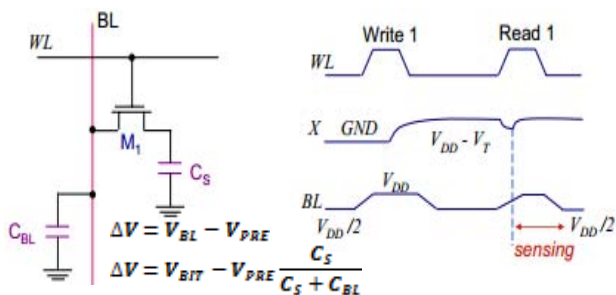 BL
WL
M1
CS
CBL
ΔV = VBL − VPRE
ΔV = VBIT − VPRE CS / CS + CBL
Write 1 Read 1
WL
X GND VDD - VT
BL VDD
VDD/2 VDD/2
sensing